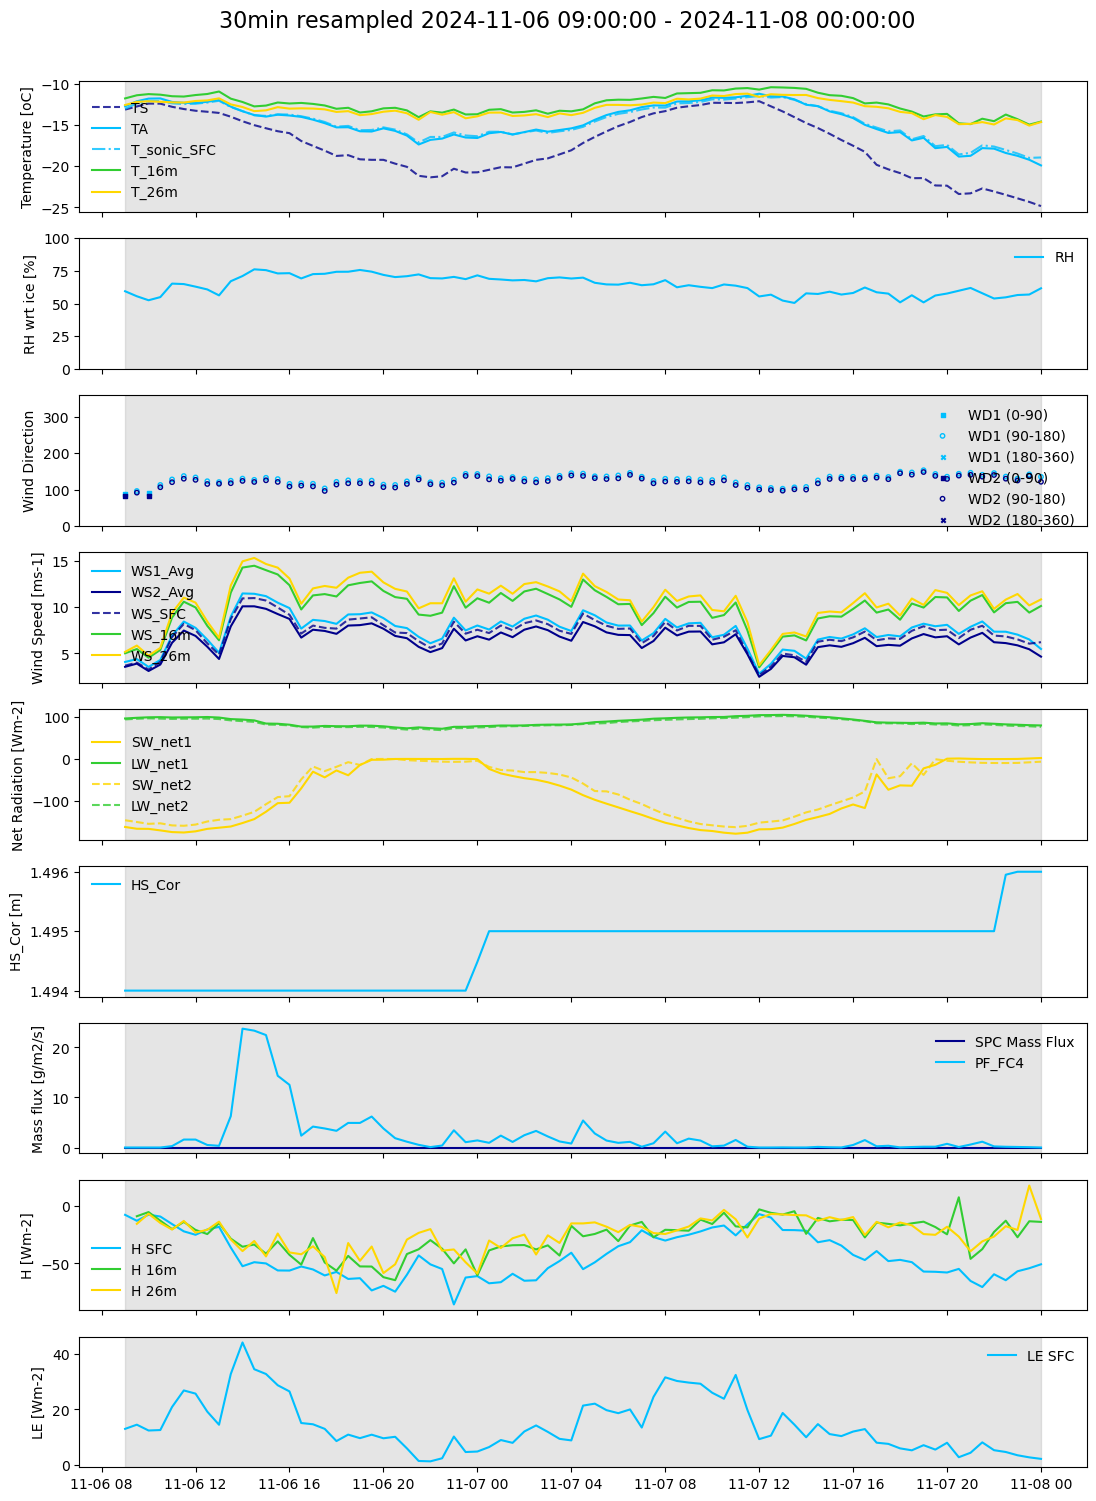 30min resampled 2024-11-06 09:00:00 - 2024-11-08 00:00:00
Temperature [oC]
−10
−15
−20
−25
TS
TA
T_sonic_SFC
T_16m
T_26m
RH wrt ice [%]
100
75
50
25
0
RH
Wind Direction
300
200
100
0
WD1 (0-90)
WD1 (90-180)
WD1 (180-360)
WD2 (0-90)
WD2 (90-180)
WD2 (180-360)
Wind Speed [ms-1]
15
10
5
WS1_Avg
WS2_Avg
WS_SFC
WS_16m
WS_26m
Net Radiation [Wm-2]
100
0
−100
SW_net1
LW_net1
SW_net2
LW_net2
HS_Cor [m]
1.496
1.495
1.494
HS_Cor
Mass flux [g/m2/s]
20
10
0
SPC Mass Flux
PF_FC4
H [Wm-2]
0
−50
H SFC
H 16m
H 26m
LE [Wm-2]
40
20
0
LE SFC
11-06 08 11-06 12 11-06 16 11-06 20 11-07 00 11-07 04 11-07 08 11-07 12 11-07 16 11-07 20 11-08 00